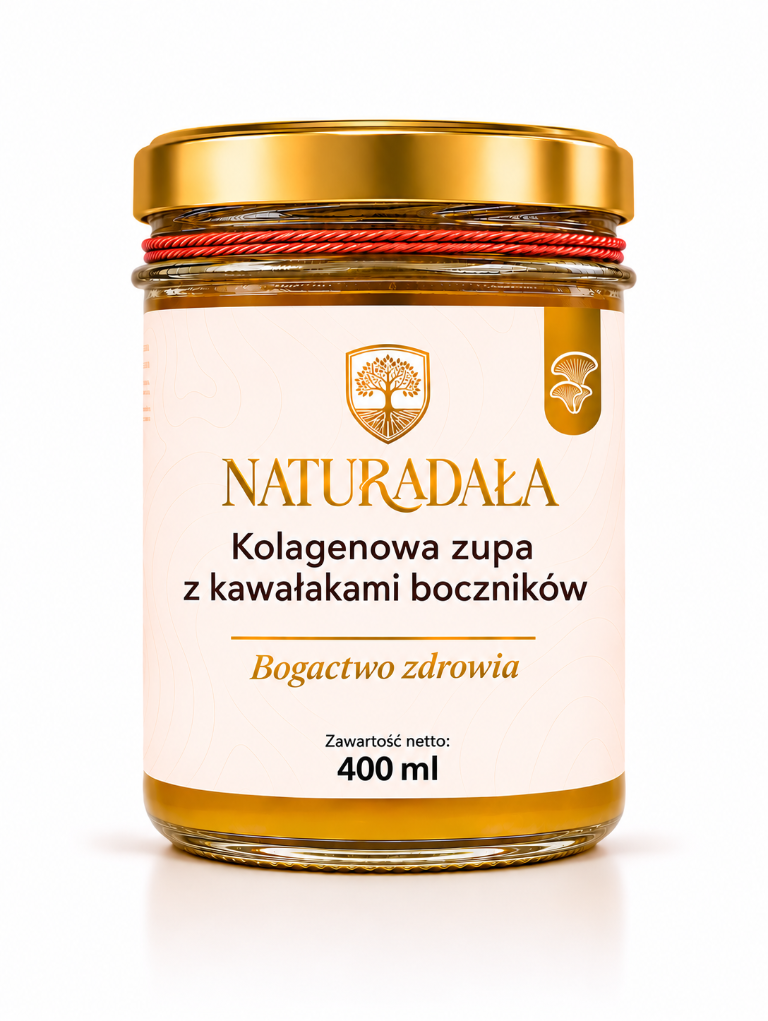 NATURADAŁA
Kolagenowa zupa
z kawałakami boczników
Bogactwo zdrowia
Zawartość netto:
400 ml